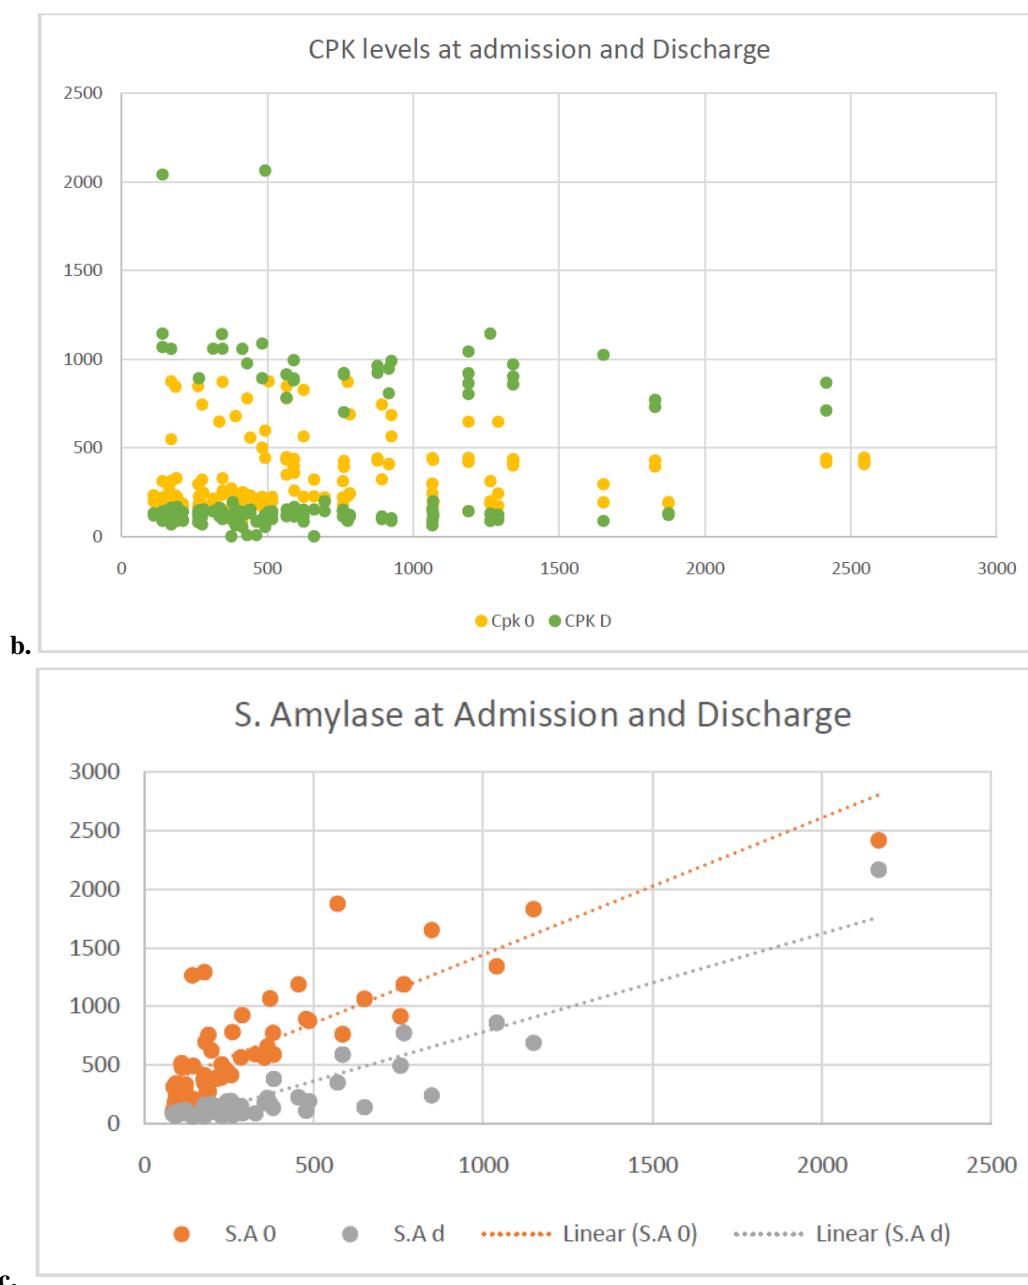 CPK levels at admission and Discharge
2500
2000
1500
1000
500
0
0 500 1000 1500 2000 2500 3000
Cpk 0 CPK D
b.
S. Amylase at Admission and Discharge
3000
2500
2000
1500
1000
500
0
0 500 1000 1500 2000 2500
S.A 0 S.A d Linear (S.A 0) Linear (S.A d)
c.